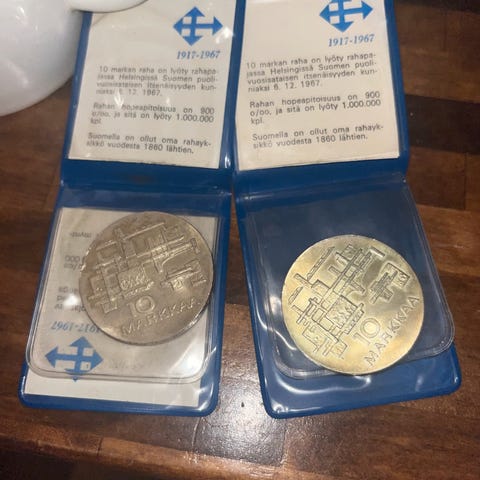 1917-1967
10 markan raha on lyöty rahapa-
jassa Helsingissä Suomen puoli-
vuosisataisen itsenäisyyden kun-
niaksi 6. 12. 1967.
Rahan hopeapitoisuus on 900
o/oo, ja sitä on lyöty 1.000.000
kpl.
Suomella on ollut oma rahayk-
sikkö vuodesta 1860 lähtien.
1917-1967
10 markan raha on lyöty rahapa-
jassa Helsingissä Suomen puoli-
vuosisataisen itsenäisyyden kun-
niaksi 6. 12. 1967.
Rahan hopeapitoisuus on 900
o/oo, ja sitä on lyöty 1.000.000
kpl.
Suomella on ollut oma rahayk-
sikkö vuodesta 1860 lähtien.
10
MARKKAA
1917-1967
10
MARKKAA